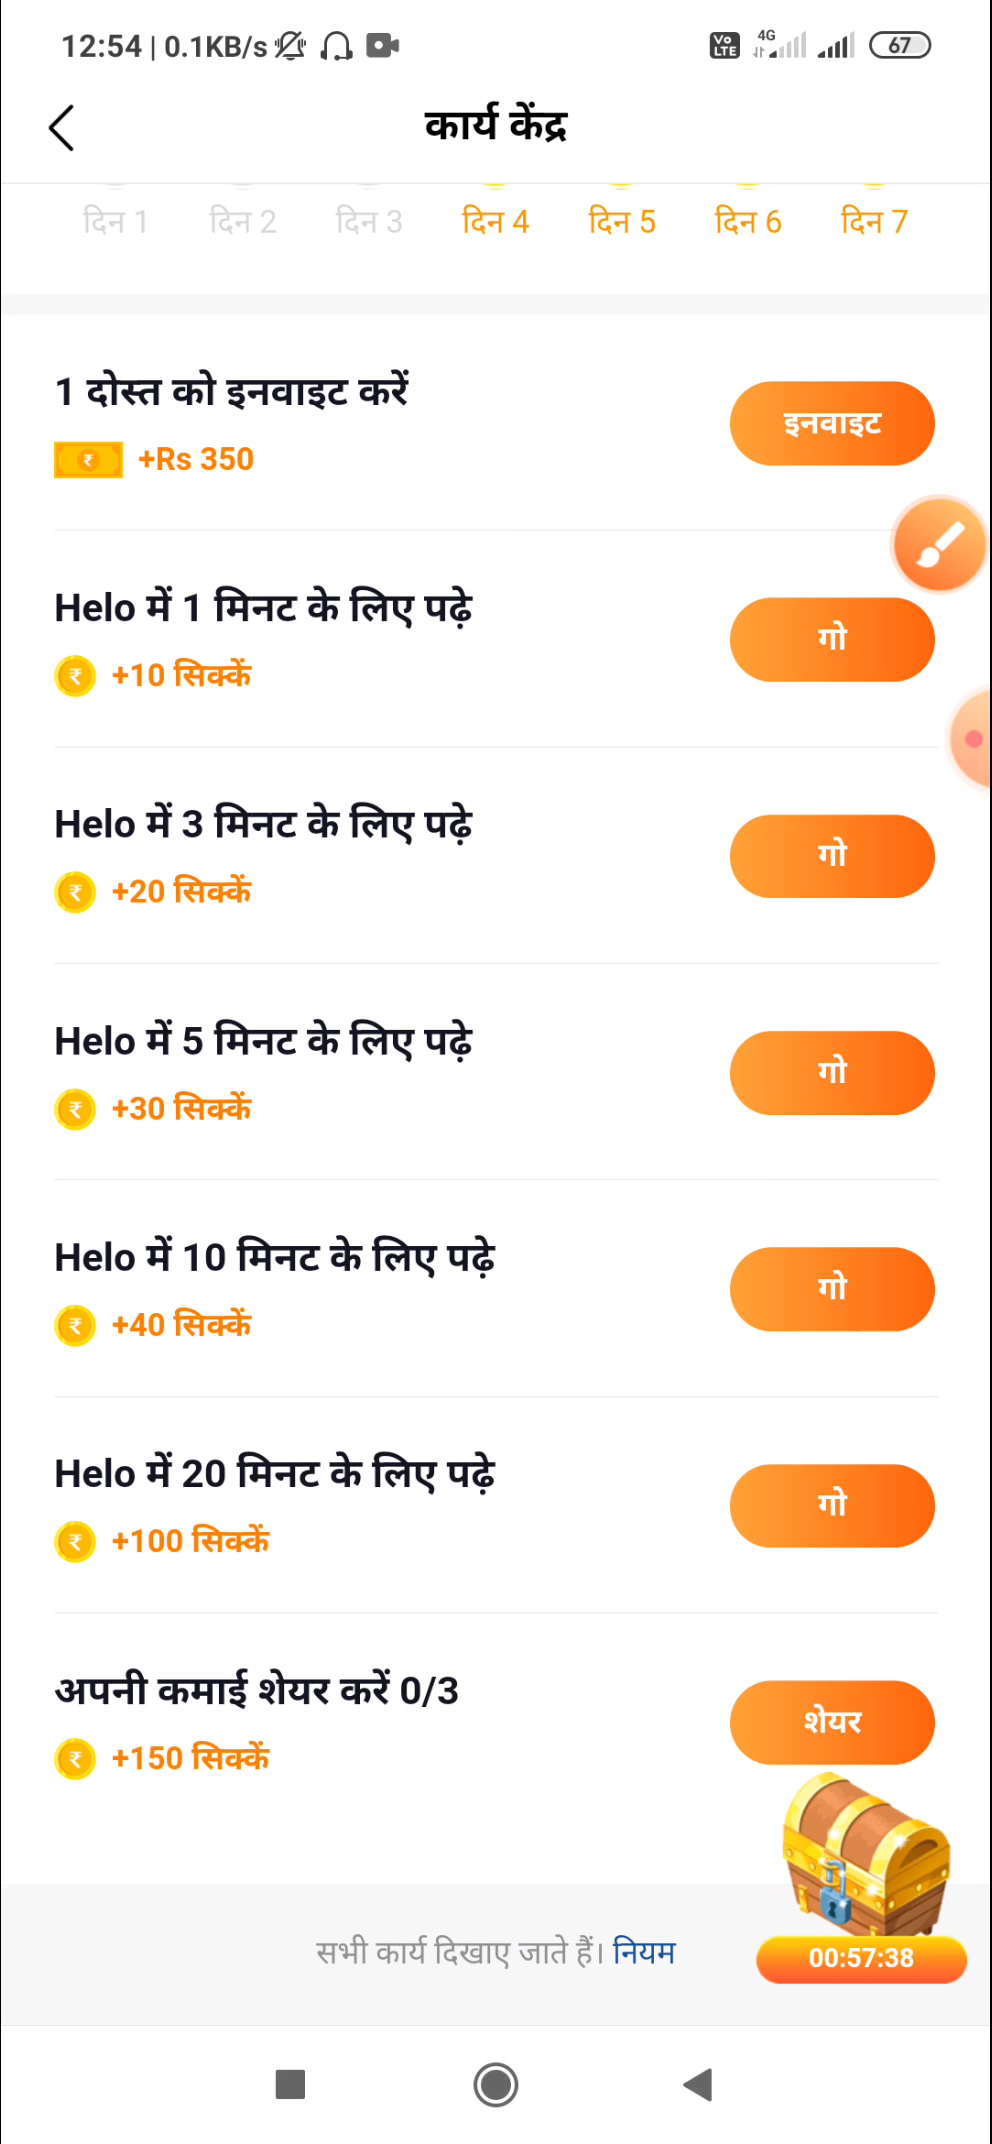 12:54 | 0.1KB/s Vo LTE 4G 67
कार्य केंद्र
दिन 1 दिन 2 दिन 3 दिन 4 दिन 5 दिन 6 दिन 7
1 दोस्त को इनवाइट करें
इनवाइट
₹ +Rs 350
Helo में 1 मिनट के लिए पढ़े
गो
₹ +10 सिक्कें
Helo में 3 मिनट के लिए पढ़े
गो
₹ +20 सिक्कें
Helo में 5 मिनट के लिए पढ़े
गो
₹ +30 सिक्कें
Helo में 10 मिनट के लिए पढ़े
गो
₹ +40 सिक्कें
Helo में 20 मिनट के लिए पढ़े
गो
₹ +100 सिक्कें
अपनी कमाई शेयर करें 0/3
शेयर
₹ +150 सिक्कें
सभी कार्य दिखाए जाते हैं। नियम
00:57:38